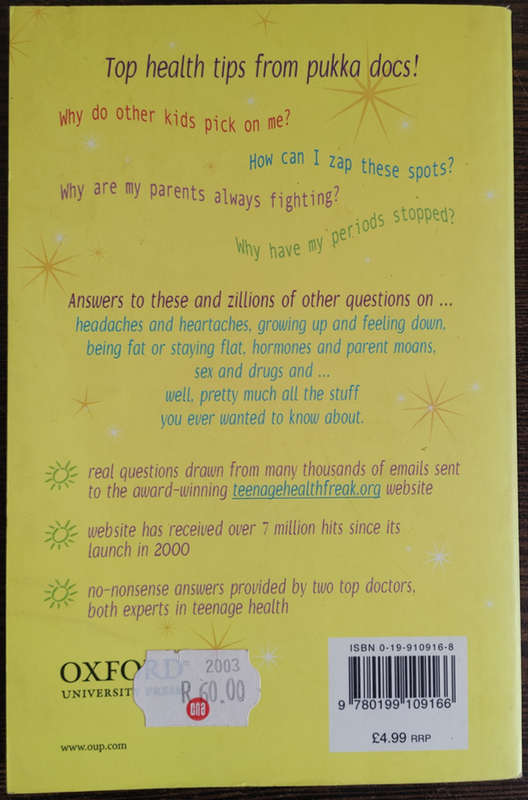 Top health tips from pukka docs!
Why do other kids pick on me?
How can I zap these spots?
Why are my parents always fighting?
Why have my periods stopped?
Answers to these and zillions of other questions on ...
headaches and heartaches, growing up and feeling down,
being fat or staying flat, hormones and parent moans,
sex and drugs and ...
well, pretty much all the stuff
you ever wanted to know about.
real questions drawn from many thousands of emails sent
to the award-winning teenagehealthfreak.org website
website has received over 7 million hits since its
launch in 2000
no-nonsense answers provided by two top doctors,
both experts in teenage health
OXFORD
UNIVERSITY PRESS
2003
R 60.00
cna
www.oup.com
ISBN 0-19-910916-8
9 780199 109166
£4.99 RRP